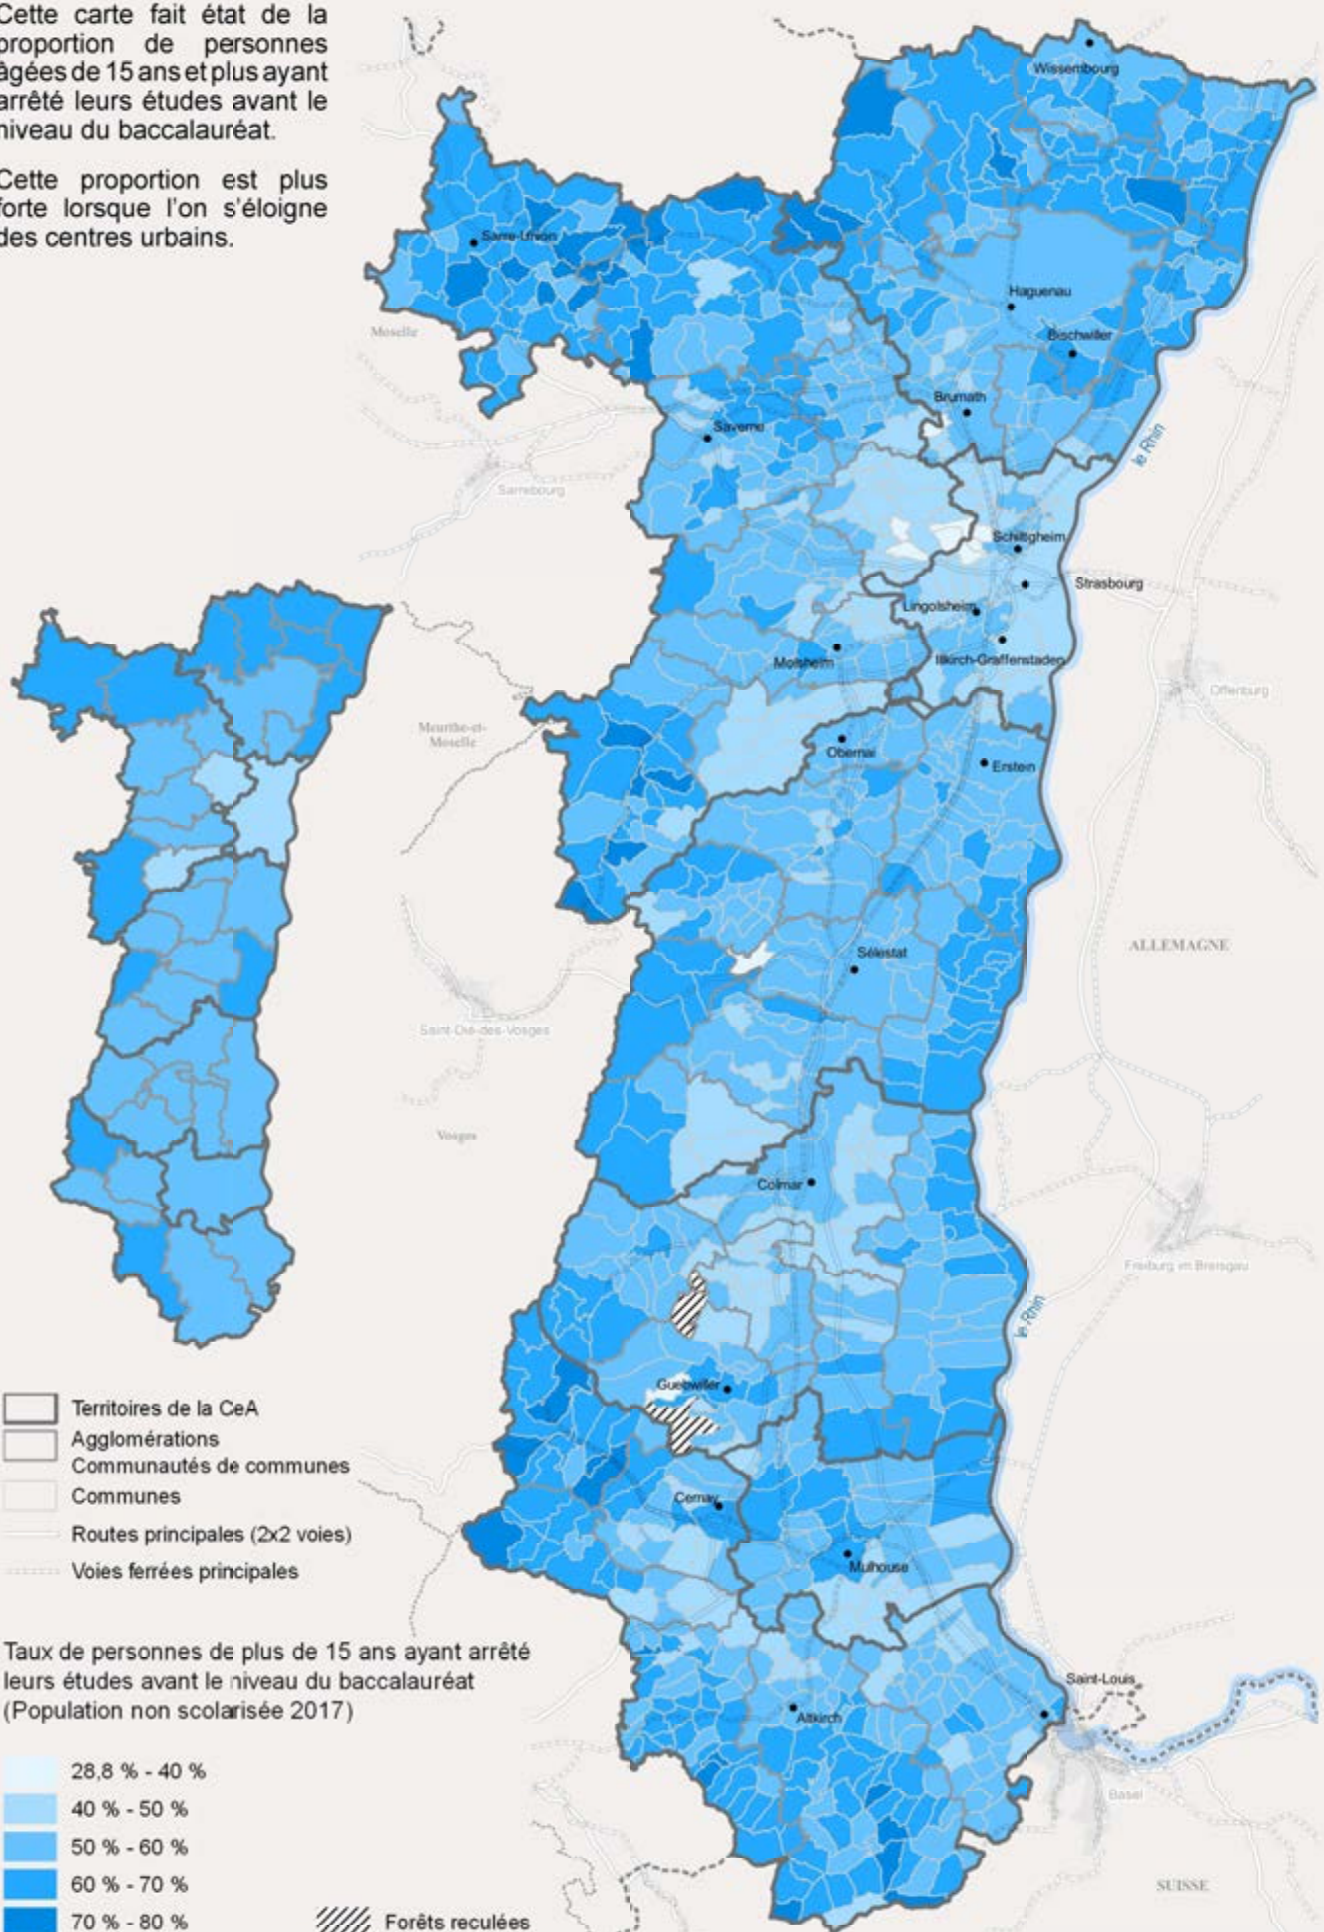 Cette carte fait état de la
proportion de personnes
âgées de 15 ans et plus ayant
arrêté leurs études avant le
niveau du baccalauréat.
Cette proportion est plus
forte lorsque l'on s'éloigne
des centres urbains.
Wissembourg
Sarre-Union
Haguenau
Moselle
Bischwiller
Brumath
Saverne
le Rhin
Sarrebourg
Schiltigheim
Strasbourg
Lingolsheim
Molsheim
Illkirch-Graffenstaden
Offenburg
Meurthe-et-
Moselle
Obernai
Erstein
ALLEMAGNE
Sélestat
Saint-Dié-des-Vosges
Vosges
Colmar
Freiburg im Breisgau
le Rhin
Guebwiller
Territoires de la CeA
Agglomérations
Communautés de communes
Communes
Cernay
Routes principales (2x2 voies)
Voies ferrées principales
Mulhouse
Taux de personnes de plus de 15 ans ayant arrêté
leurs études avant le niveau du baccalauréat
(Population non scolarisée 2017)
Saint-Louis
Altkirch
28,8 % - 40 %
Basel
40 % - 50 %
50 % - 60 %
60 % - 70 %
SUISSE
70 % - 80 %
Forêts reculées